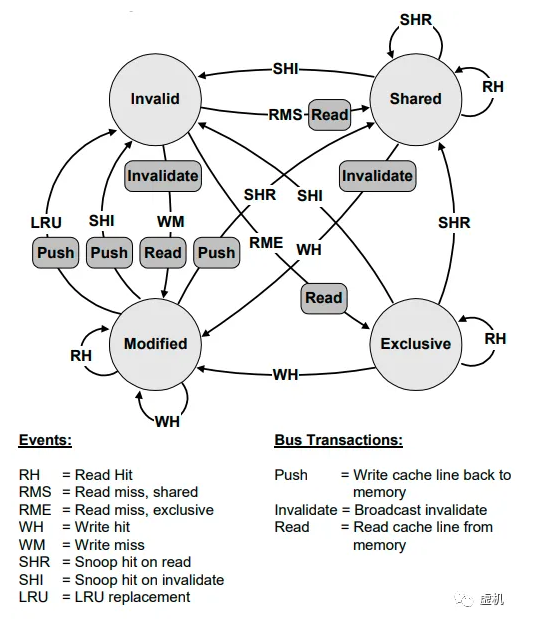 SHR
Invalid
SHI
Shared
RH
RMS
Read
Invalidate
Invalidate
SHR
SHI
LRU
SHI
WM
SHR
RME
WH
Push
Push
Read
Push
Read
Modified
Exclusive
RH
RH
WH
WH
Events:
RH = Read Hit
RMS = Read miss, shared
RME = Read miss, exclusive
WH = Write hit
WM = Write miss
SHR = Snoop hit on read
SHI = Snoop hit on invalidate
LRU = LRU replacement
Bus Transactions:
Push = Write cache line back to
memory
Invalidate = Broadcast invalidate
Read = Read cache line from
memory
虚机